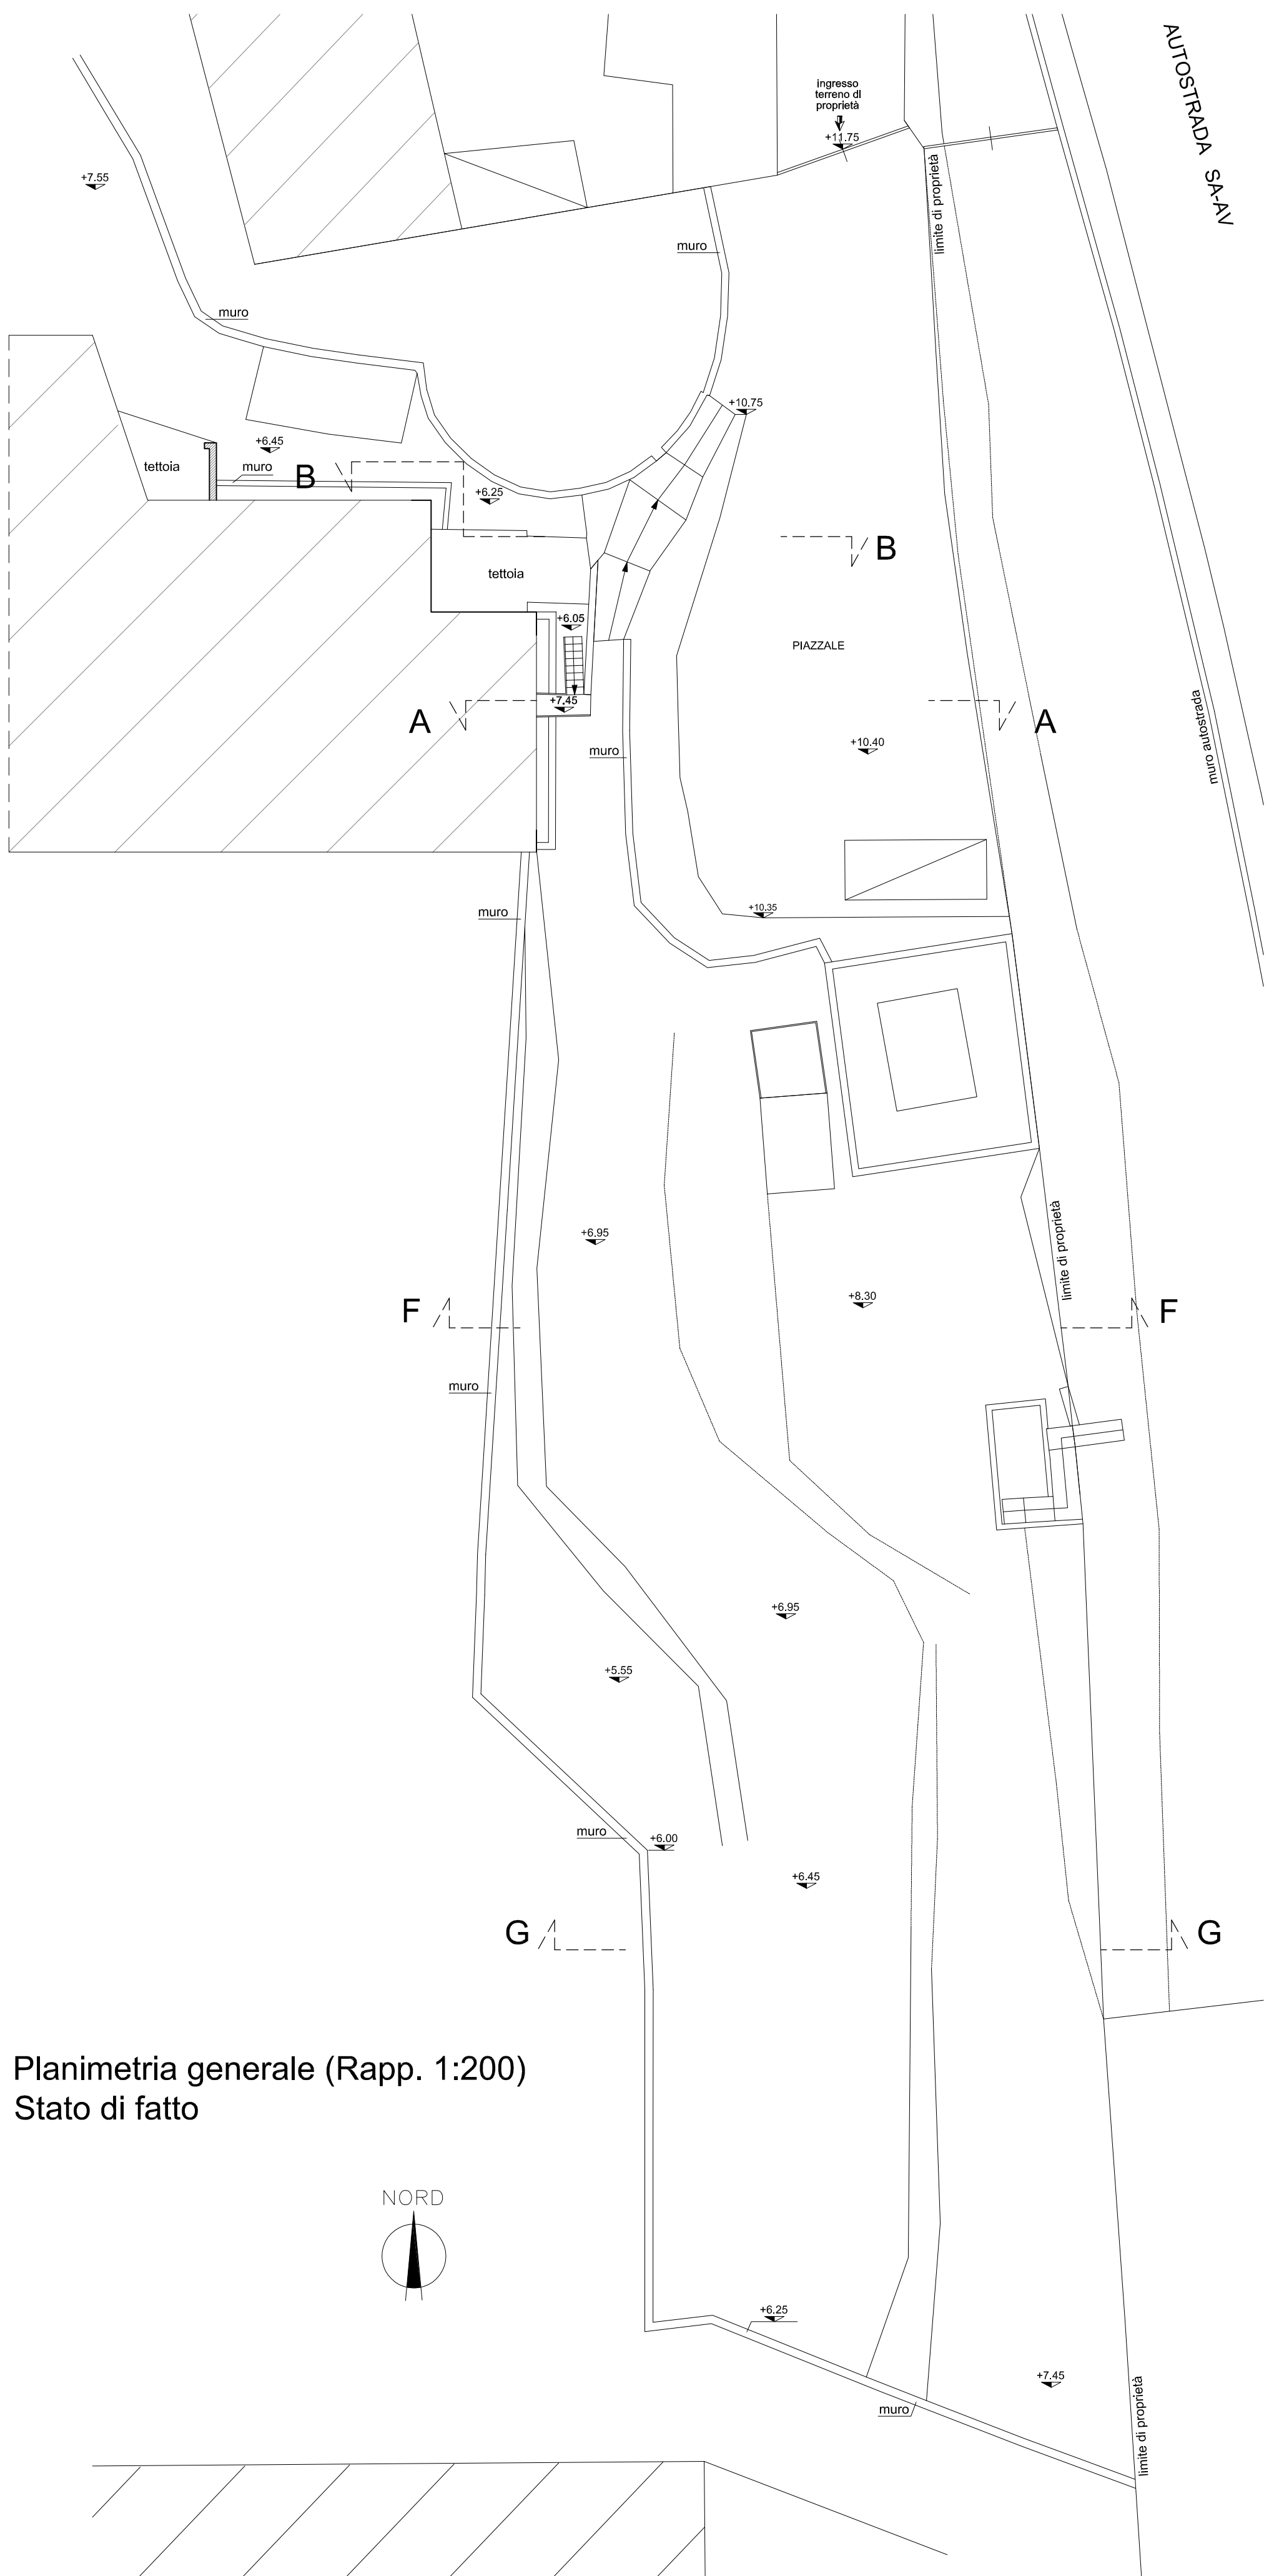 AUTOSTRADA SA-AV
ingresso
terreno di
proprietà
+11.75
limite di proprietà
+7.55
muro
muro
+10.75
+6.45
tettoia
muro
B
+6.25
B
tettoia
+6.05
PIAZZALE
+7.45
A
A
muro autostrada
muro
+10.40
muro
+10.35
+6.95
limite di proprietà
+8.30
F
F
muro
+6.95
+5.55
muro
+6.00
+6.45
G
G
Planimetria generale (Rapp. 1:200)
Stato di fatto
NORD
+6.25
+7.45
muro
limite di proprietà